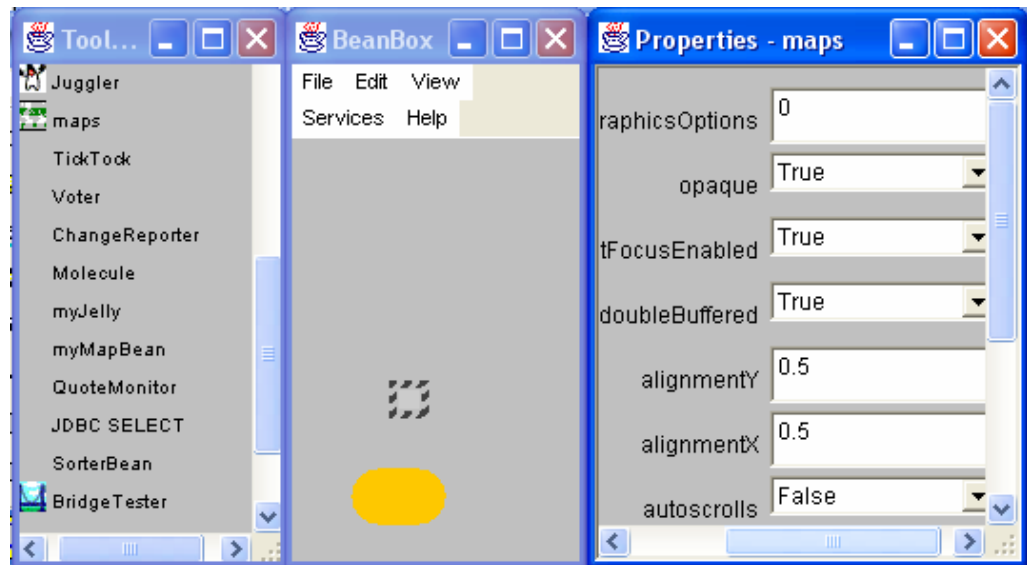 Tool...
Juggler
maps
TickTock
Voter
ChangeReporter
Molecule
myJelly
myMapBean
QuoteMonitor
JDBC SELECT
SorterBean
BridgeTester
BeanBox
File Edit View
Services Help
Properties - maps
raphicsOptions 0
opaque True
tFocusEnabled True
doubleBuffered True
alignmentY 0.5
alignmentX 0.5
autoscrolls False